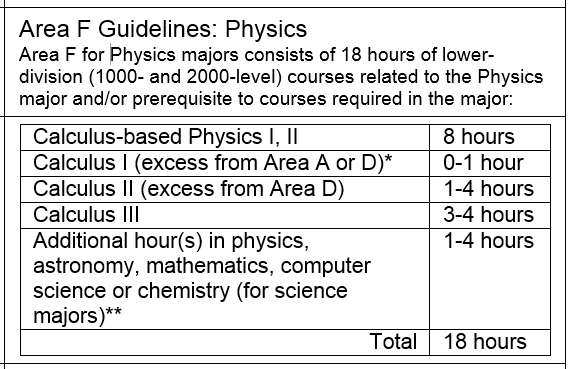 Area F Guidelines: Physics
Area F for Physics majors consists of 18 hours of lower-
division (1000- and 2000-level) courses related to the Physics
major and/or prerequisite to courses required in the major:
Calculus-based Physics I, II 8 hours
Calculus I (excess from Area A or D)* 0-1 hour
Calculus II (excess from Area D) 1-4 hours
Calculus III 3-4 hours
Additional hour(s) in physics, 1-4 hours
astronomy, mathematics, computer
science or chemistry (for science
majors)**
Total 18 hours